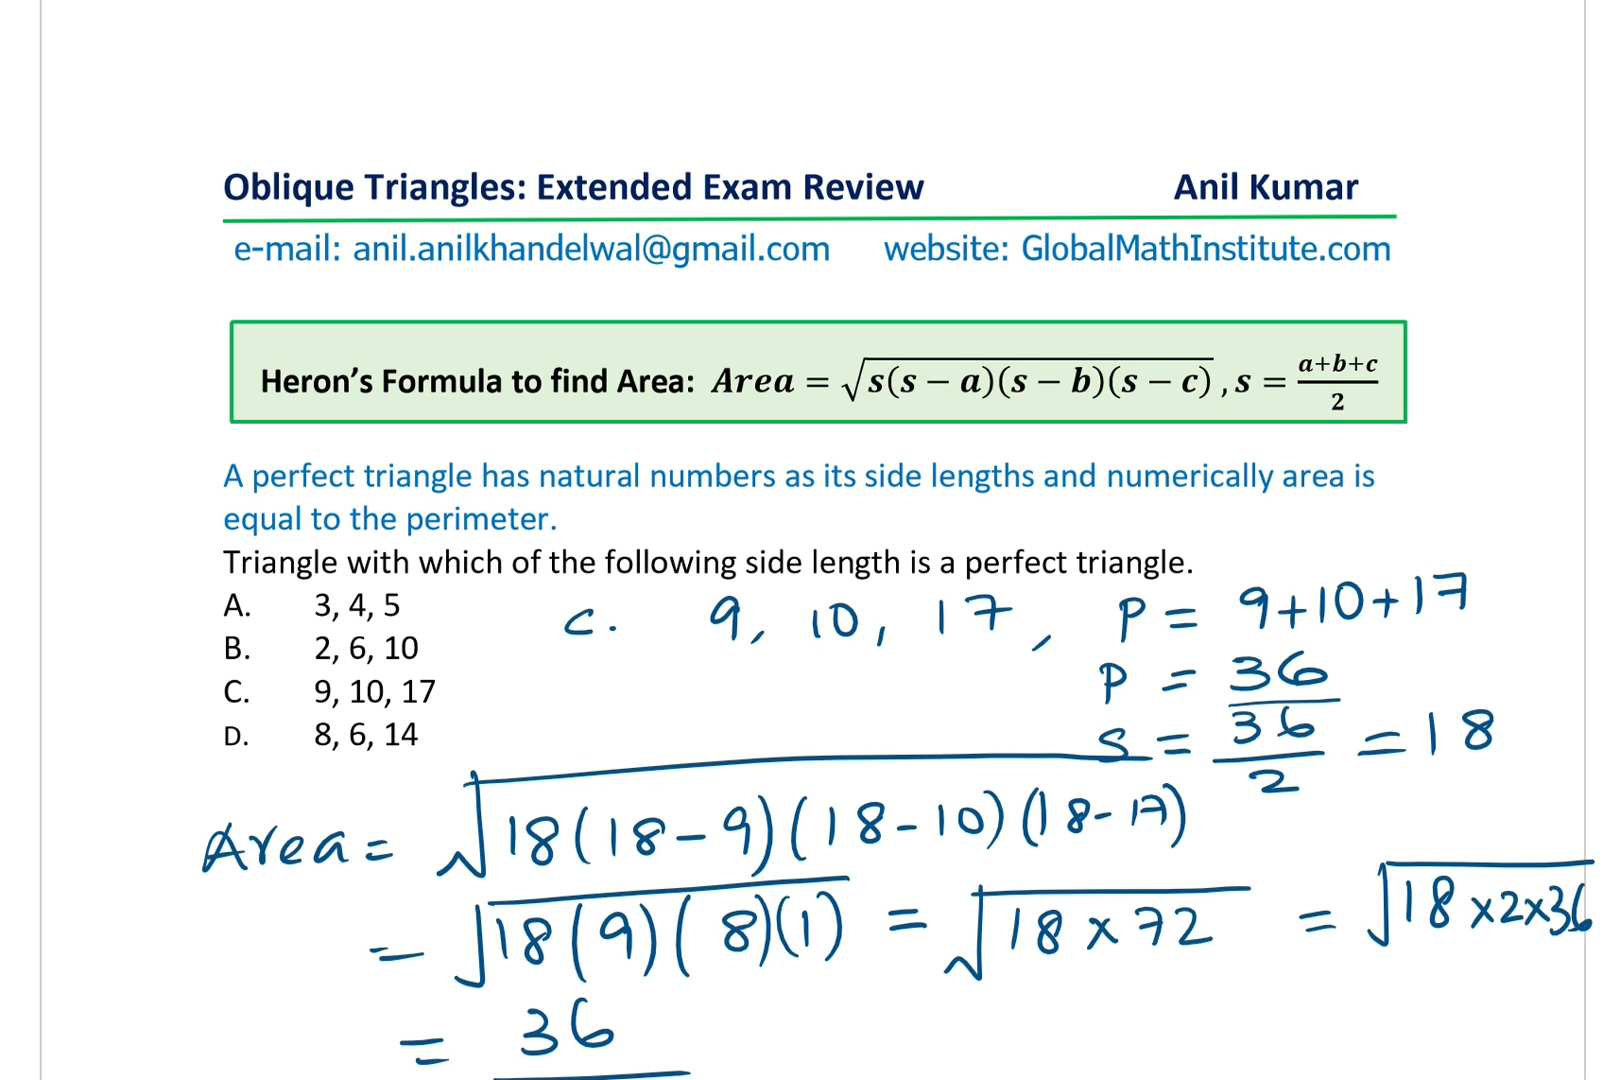 Oblique Triangles: Extended Exam Review Anil Kumar
e-mail: anil.anilkhandelwal@gmail.com website: GlobalMathInstitute.com
Heron’s Formula to find Area: Area = √s(s − a)(s − b)(s − c) , s = a+b+c / 2
A perfect triangle has natural numbers as its side lengths and numerically area is
equal to the perimeter.
Triangle with which of the following side length is a perfect triangle.
A. 3, 4, 5
B. 2, 6, 10
C. 9, 10, 17
D. 8, 6, 14
c. 9, 10, 17, P = 9+10+17
P = 36
s = 36 / 2 = 18
Area = √18(18-9)(18-10)(18-17)
= √18(9)(8)(1) = √18 x 72 = √18 x2x36
= 36